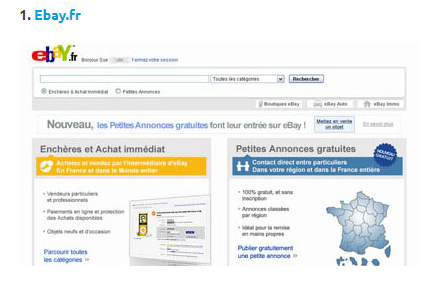 1. Ebay.fr
ebaY.fr
Bonjour Sue
Fermez votre session
Toutes les catégories
Rechercher
Enchères & Achat immédiat
Petites Annonces
Boutiques eBay
eBay Auto
eBay Immo
Nouveau, les Petites Annonces gratuites font leur entrée sur eBay !
Mettez en vente
un objet
En savoir plus
Enchères et Achat immédiat
Achetez et vendez par l'intermédiaire d'eBay
En France et dans le Monde entier
• Vendeurs particuliers
et professionnels
• Paiements en ligne et protection
des Achats disponibles
• Objets neufs et d'occasion
Parcourir toutes
les catégories
Petites Annonces gratuites
NOUVEAU
GRATUIT
Contact direct entre particuliers
Dans votre région et dans la France entière
• 100% gratuit, et sans
inscription
• Annonces classées
par région
• Idéal pour la remise
en main propres
Publier gratuitement
une petite annonce